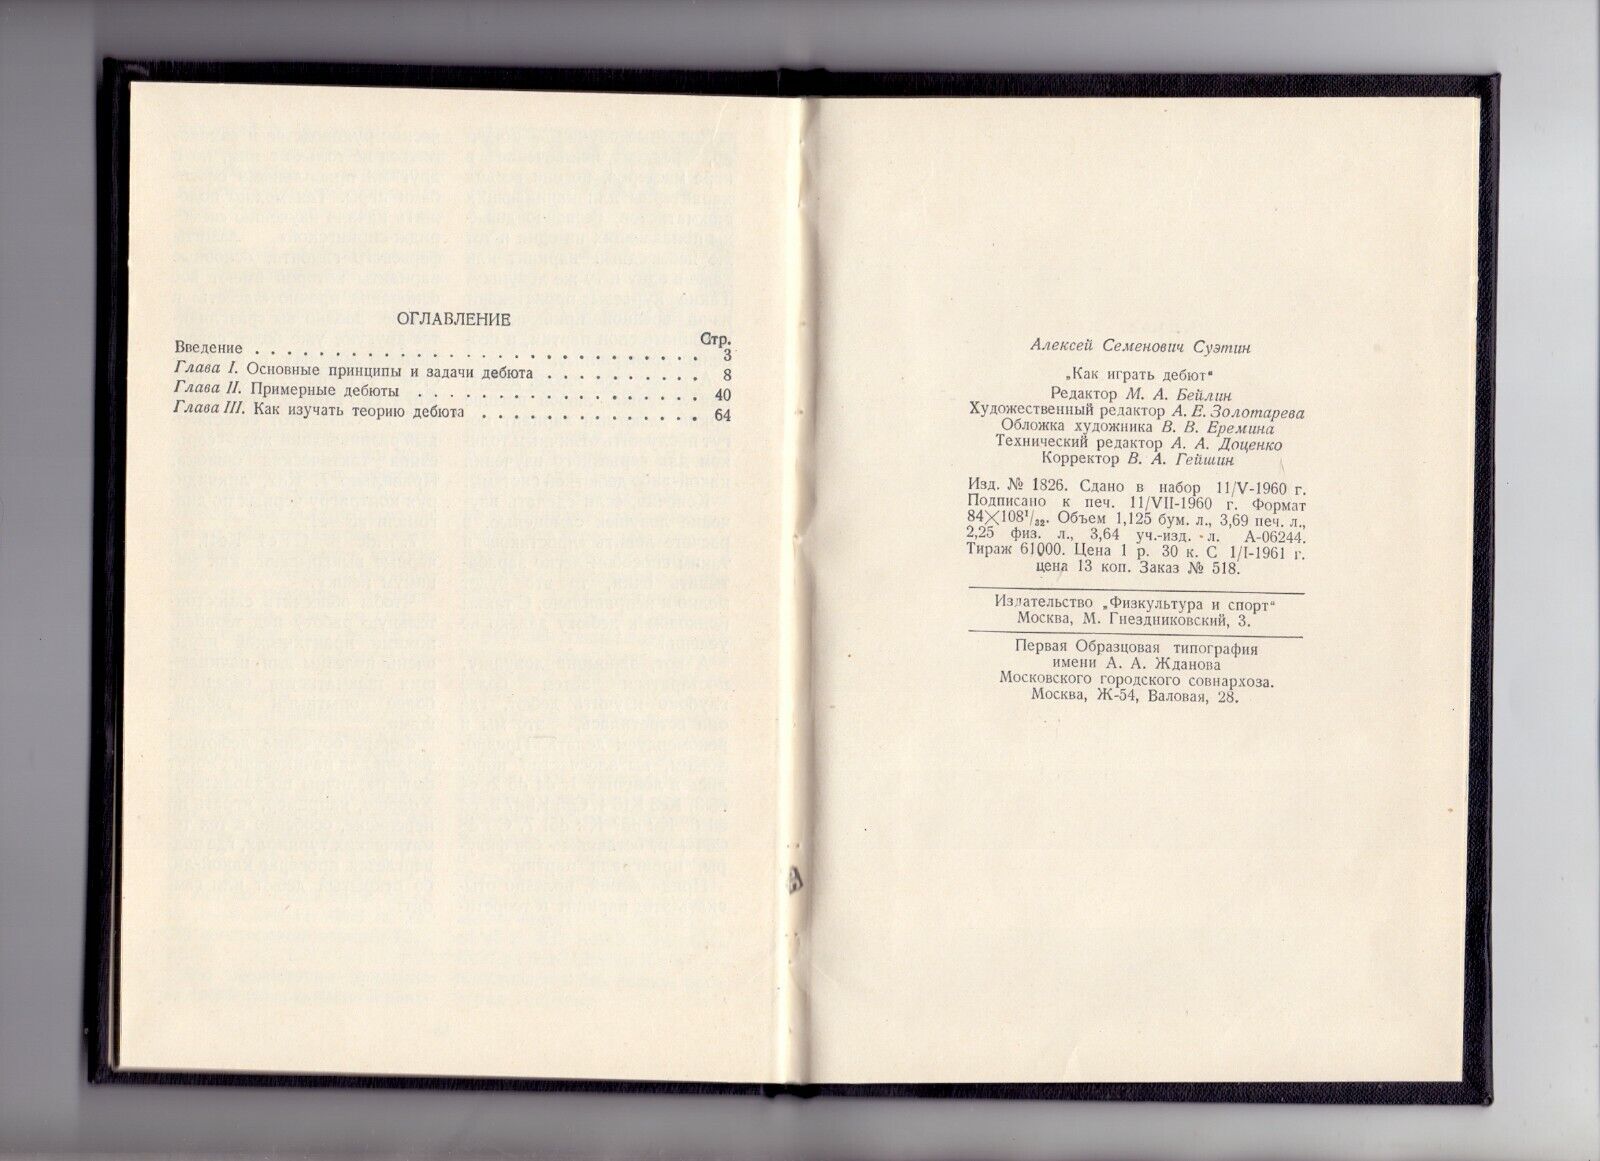 ОГЛАВЛЕНИЕ
Стр.
Введение . . . . . . . . . . . . . . . . . . . . . . . . . . . . 3
Глава I. Основные принципы и задачи дебюта . . . . . . . . . . 8
Глава II. Примерные дебюты . . . . . . . . . . . . . . . . . . 40
Глава III. Как изучать теорию дебюта . . . . . . . . . . . . . . 64
Алексей Семенович Суэтин
„Как играть дебют“
Редактор М. А. Бейлин
Художественный редактор А. Е. Золотарева
Обложка художника В. В. Еремина
Технический редактор А. А. Доценко
Корректор В. А. Гейшин
Изд. № 1826. Сдано в набор 11/V-1960 г.
Подписано к печ. 11/VII-1960 г. Формат
84×108¹/₃₂. Объем 1,125 бум. л., 3,69 печ. л.,
2,25 физ. л., 3,64 уч.-изд. л. А-06244.
Тираж 61000. Цена 1 р. 30 к. С 1/I-1961 г.
цена 13 коп. Заказ № 518.
Издательство „Физкультура и спорт“
Москва, М. Гнездниковский, 3.
Первая Образцовая типография
имени А. А. Жданова
Московского городского совнархоза.
Москва, Ж-54, Валовая, 28.